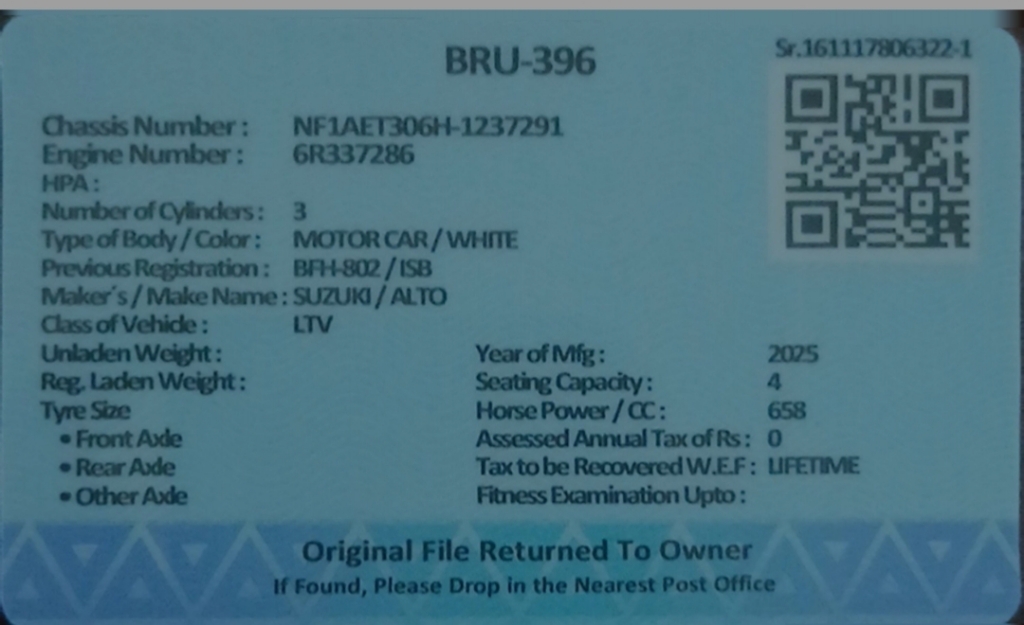 BRU-396
Sr.161117806322-1
Chassis Number : NF1AET306H-1237291
Engine Number : 6R337286
HPA :
Number of Cylinders : 3
Type of Body / Color : MOTOR CAR / WHITE
Previous Registration : BFH-802 / ISB
Maker's / Make Name : SUZUKI / ALTO
Class of Vehicle : LTV
Unladen Weight : Year of Mfg : 2025
Reg. Laden Weight : Seating Capacity : 4
Tyre Size Horse Power / CC : 658
• Front Axle Assessed Annual Tax of Rs : 0
• Rear Axle Tax to be Recovered W.E.F : LIFETIME
• Other Axle Fitness Examination Upto :
Original File Returned To Owner
If Found, Please Drop in the Nearest Post Office